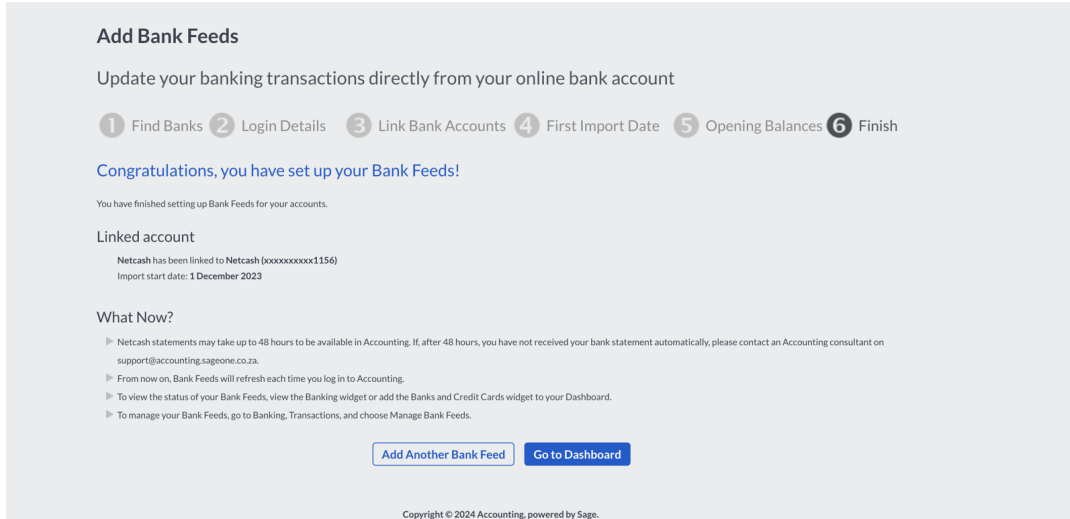 Add Bank Feeds
Update your banking transactions directly from your online bank account
1 Find Banks 2 Login Details 3 Link Bank Accounts 4 First Import Date 5 Opening Balances 6 Finish
Congratulations, you have set up your Bank Feeds!
You have finished setting up Bank Feeds for your accounts.
Linked account
Netcash has been linked to Netcash (xxxxxxxxxx1156)
Import start date: 1 December 2023
What Now?
Netcash statements may take up to 48 hours to be available in Accounting. If, after 48 hours, you have not received your bank statement automatically, please contact an Accounting consultant on
support@accounting.sageone.co.za.
From now on, Bank Feeds will refresh each time you log in to Accounting.
To view the status of your Bank Feeds, view the Banking widget or add the Banks and Credit Cards widget to your Dashboard.
To manage your Bank Feeds, go to Banking, Transactions, and choose Manage Bank Feeds.
Add Another Bank Feed Go to Dashboard
Copyright © 2024 Accounting, powered by Sage.